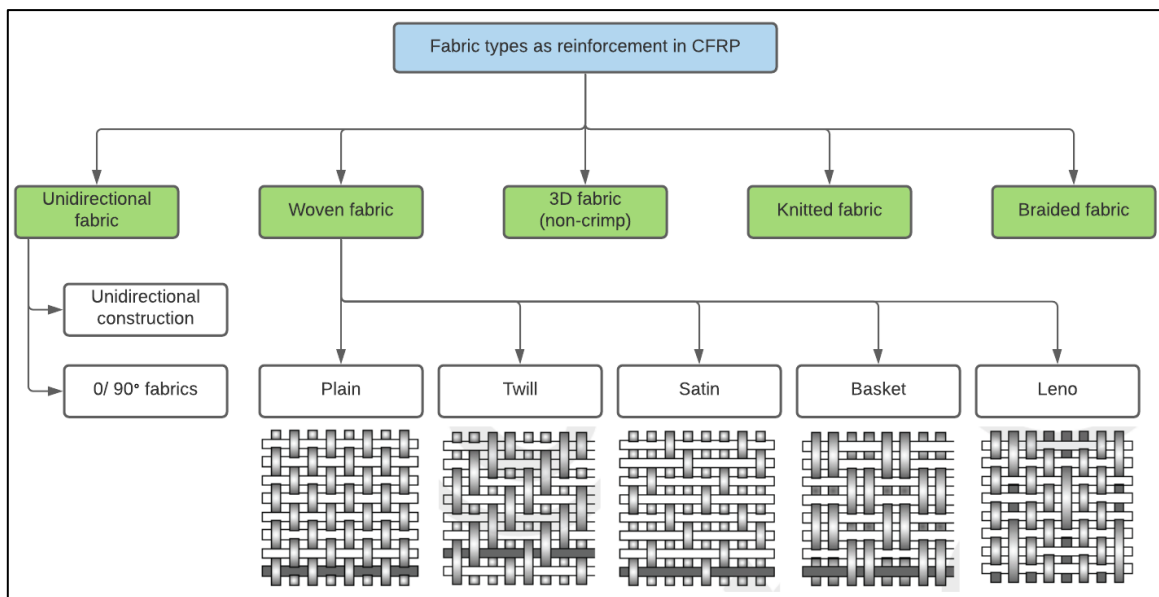 Fabric types as reinforcement in CFRP
Unidirectional
fabric
Woven fabric
3D fabric
(non-crimp)
Knitted fabric
Braided fabric
Unidirectional
construction
0/ 90° fabrics
Plain
Twill
Satin
Basket
Leno